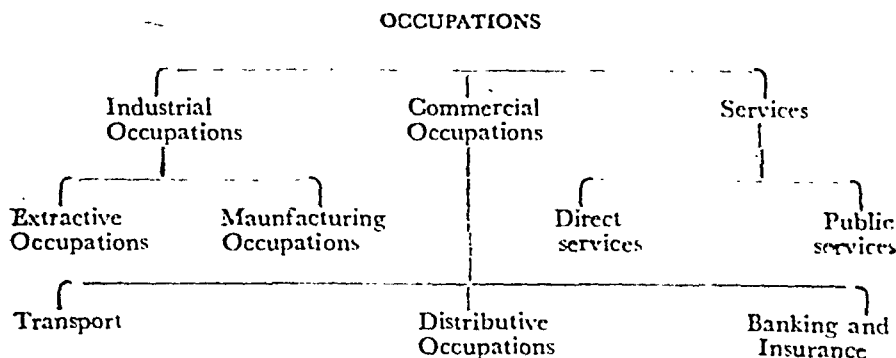 OCCUPATIONS
Industrial Occupations
Commercial Occupations
Services
Extractive Occupations
Maunfacturing Occupations
Direct services
Public services
Transport
Distributive Occupations
Banking and Insurance